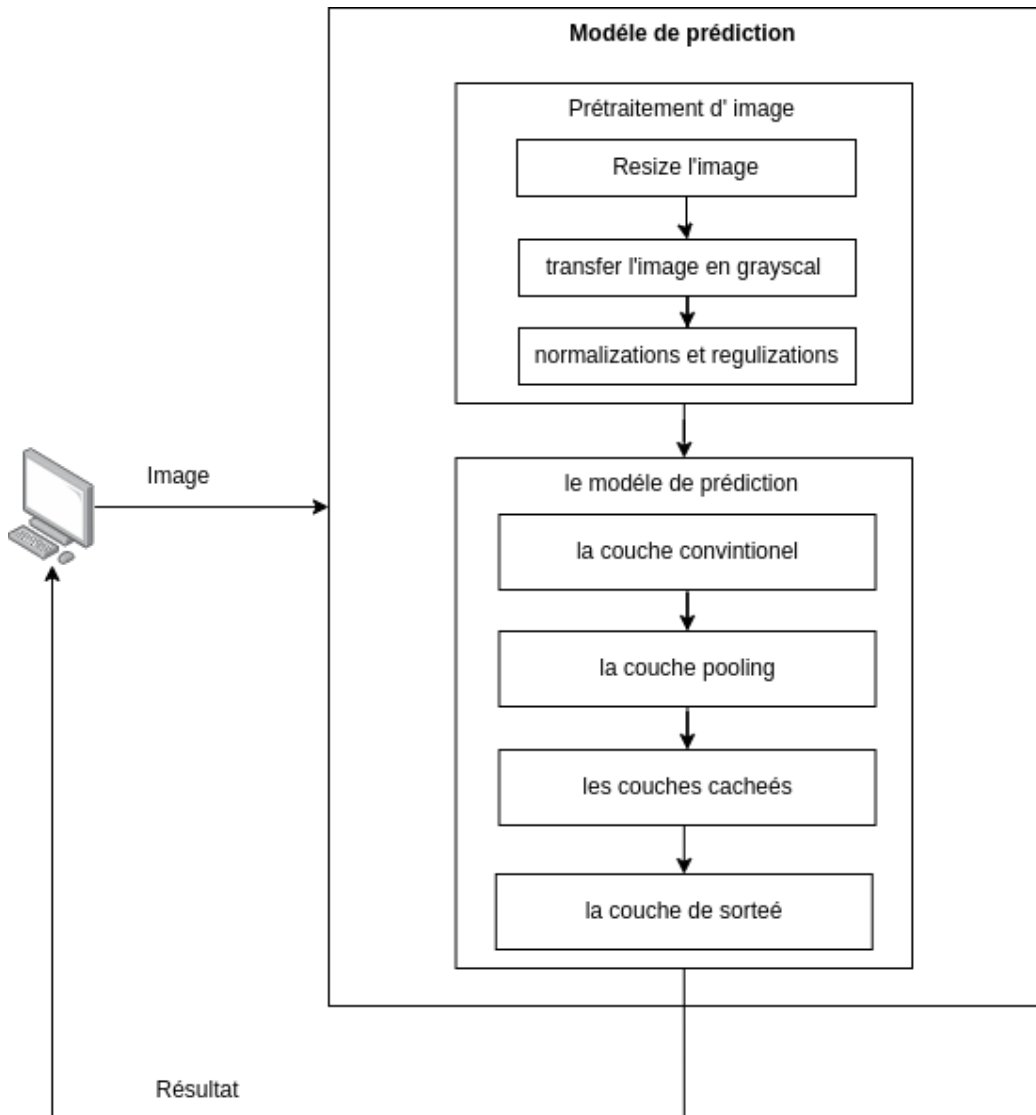 Modéle de prédiction
Prétraitement d' image
Resize l'image
transfer l'image en grayscal
normalizations et regulizations
Image
le modéle de prédiction
la couche convintionel
la couche pooling
les couches cacheés
la couche de sorteé
Résultat